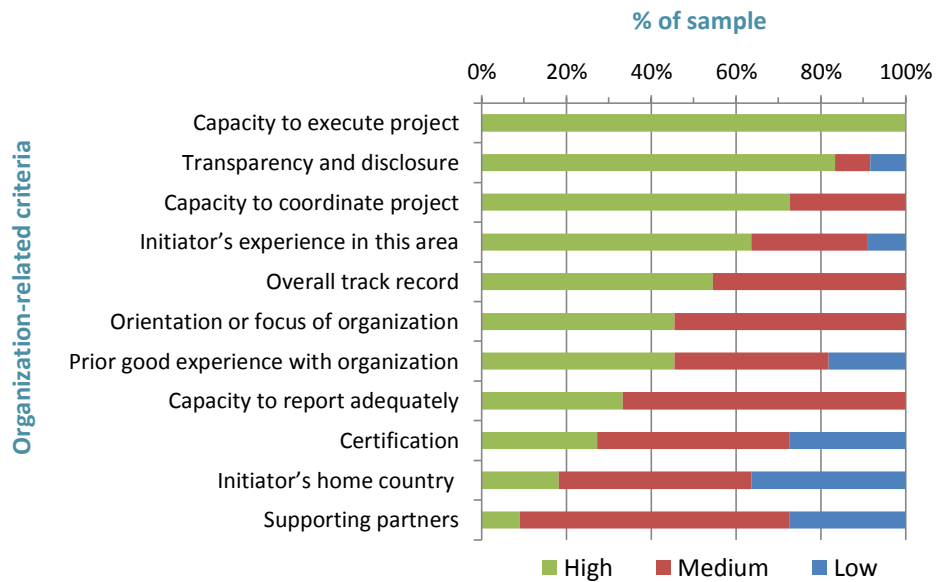 % of sample
0% 20% 40% 60% 80% 100%
Organization-related criteria
Capacity to execute project
Transparency and disclosure
Capacity to coordinate project
Initiator’s experience in this area
Overall track record
Orientation or focus of organization
Prior good experience with organization
Capacity to report adequately
Certification
Initiator’s home country
Supporting partners
High Medium Low